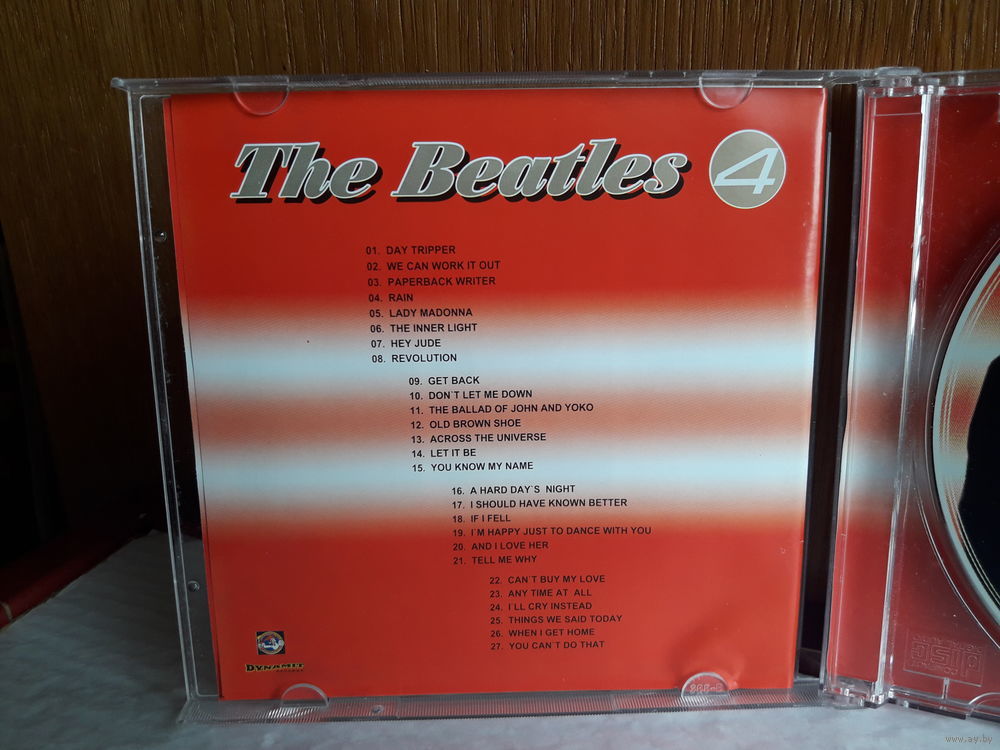 The Beatles 4
01. DAY TRIPPER
02. WE CAN WORK IT OUT
03. PAPERBACK WRITER
04. RAIN
05. LADY MADONNA
06. THE INNER LIGHT
07. HEY JUDE
08. REVOLUTION
09. GET BACK
10. DON`T LET ME DOWN
11. THE BALLAD OF JOHN AND YOKO
12. OLD BROWN SHOE
13. ACROSS THE UNIVERSE
14. LET IT BE
15. YOU KNOW MY NAME
16. A HARD DAY`S NIGHT
17. I SHOULD HAVE KNOWN BETTER
18. IF I FELL
19. I`M HAPPY JUST TO DANCE WITH YOU
20. AND I LOVE HER
21. TELL ME WHY
22. CAN`T BUY MY LOVE
23. ANY TIME AT ALL
24. I`LL CRY INSTEAD
25. THINGS WE SAID TODAY
26. WHEN I GET HOME
27. YOU CAN`T DO THAT
DYNAMIT
www.ay.by